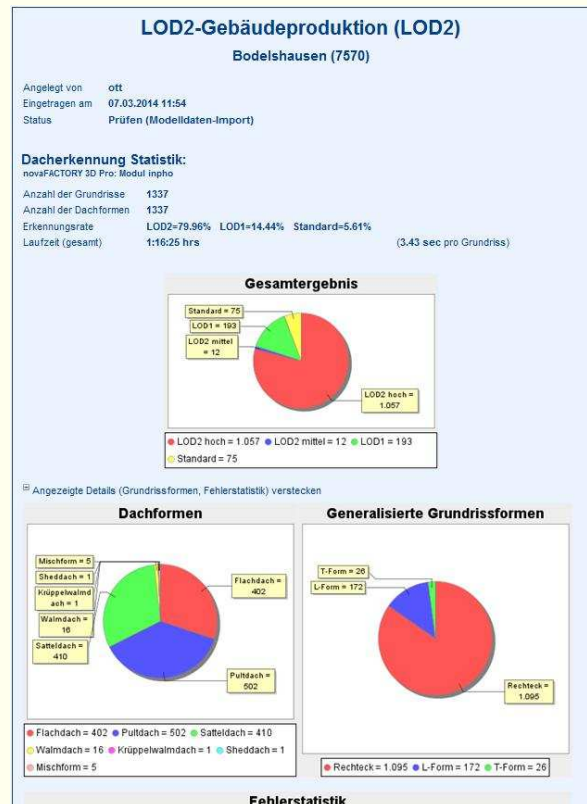 LOD2-Gebäudeproduktion (LOD2)
Bodelshausen (7570)
Angelegt von ott
Eingetragen am 07.03.2014 11:54
Status Prüfen (Modelldaten-Import)
Dacherkennung Statistik:
novaFACTORY 3D Pro: Modul inpho
Anzahl der Grundrisse 1337
Anzahl der Dachformen 1337
Erkennungsrate LOD2=79.96% LOD1=14.44% Standard=5.61%
Laufzeit (gesamt) 1:16:25 hrs (3.43 sec pro Grundriss)
Gesamtergebnis
Standard = 75
LOD1 = 193
LOD2 mittel
= 12
LOD2 hoch =
1.057
LOD2 hoch = 1.057 LOD2 mittel = 12 LOD1 = 193
Standard = 75
Angezeigte Details (Grundrissformen, Fehlerstatistik) verstecken
Dachformen
Mischform = 5
Sheddach = 1
Krüppelwalmd
ach = 1
Walmdach =
16
Satteldach =
410
Flachdach =
402
Pultdach =
502
Flachdach = 402 Pultdach = 502 Satteldach = 410
Walmdach = 16 Krüppelwalmdach = 1 Sheddach = 1
Mischform = 5
Generalisierte Grundrissformen
T-Form = 26
L-Form = 172
Rechteck =
1.095
Rechteck = 1.095 L-Form = 172 T-Form = 26
Fehlerstatistik